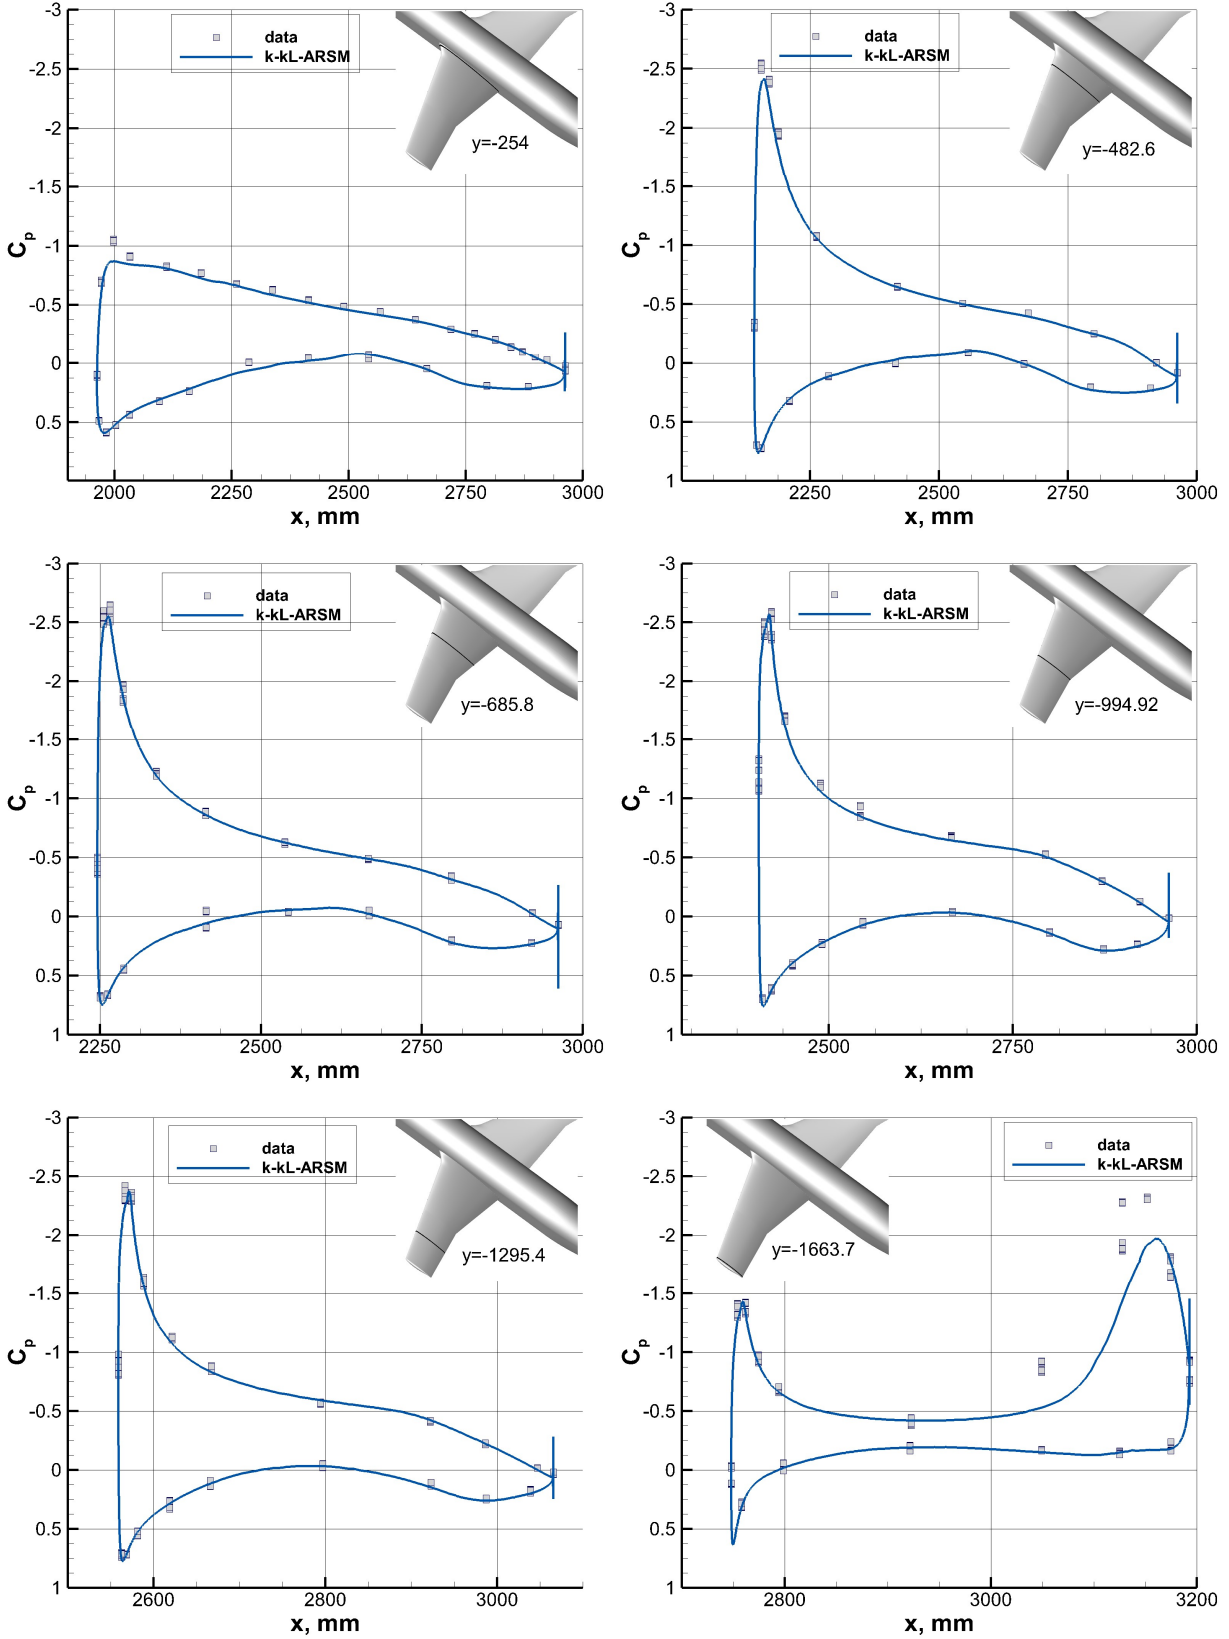 -3
-2.5
-2
-1.5
-1
-0.5
0
0.5
Cp
data
k-kL-ARSM
y=-254
2000 2250 2500 2750 3000
x, mm
-3
-2.5
-2
-1.5
-1
-0.5
0
0.5
1
Cp
data
k-kL-ARSM
y=-482.6
2250 2500 2750 3000
x, mm
-3
-2.5
-2
-1.5
-1
-0.5
0
0.5
1
Cp
data
k-kL-ARSM
y=-685.8
2250 2500 2750 3000
x, mm
-3
-2.5
-2
-1.5
-1
-0.5
0
0.5
1
Cp
data
k-kL-ARSM
y=-994.92
2500 2750 3000
x, mm
-3
-2.5
-2
-1.5
-1
-0.5
0
0.5
1
Cp
data
k-kL-ARSM
y=-1295.4
2600 2800 3000
x, mm
-3
-2.5
-2
-1.5
-1
-0.5
0
0.5
1
Cp
data
k-kL-ARSM
y=-1663.7
2800 3000 3200
x, mm